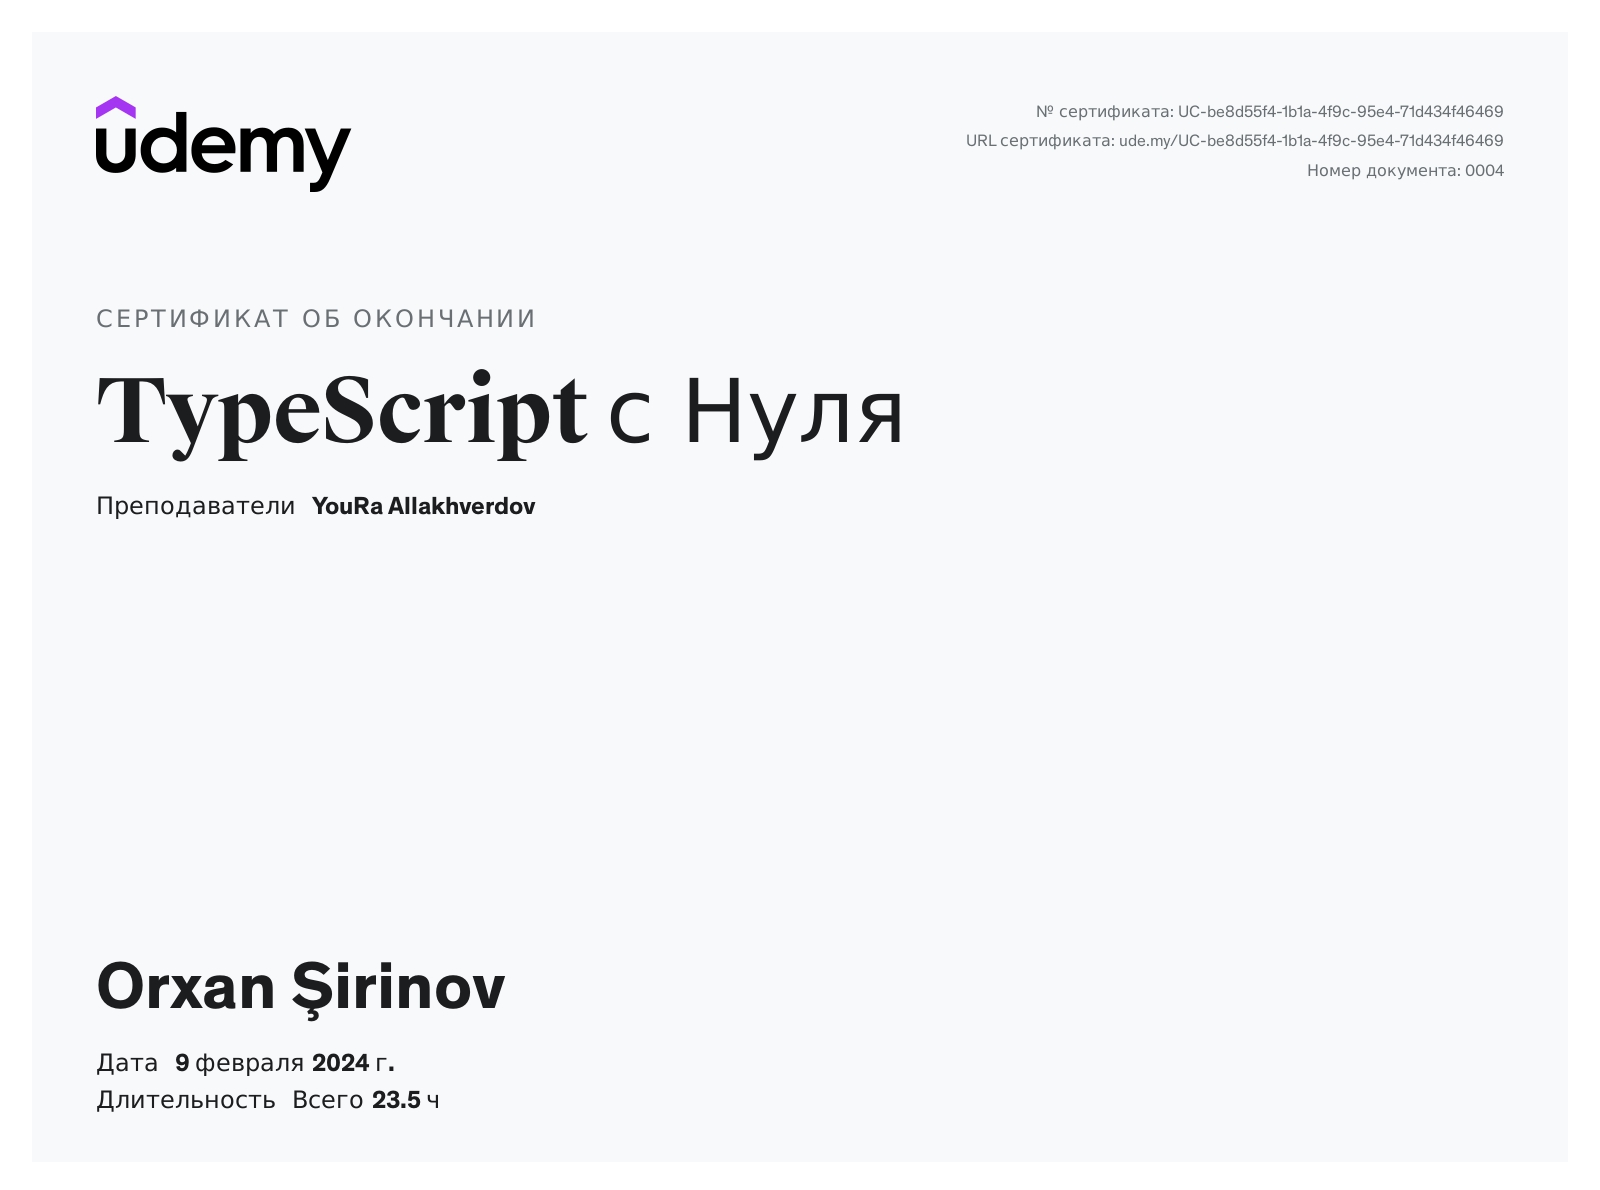 udemy
№ сертификата: UC-be8d55f4-1b1a-4f9c-95e4-71d434f46469
URL сертификата: ude.my/UC-be8d55f4-1b1a-4f9c-95e4-71d434f46469
Номер документа: 0004
СЕРТИФИКАТ ОБ ОКОНЧАНИИ
TypeScript с Нуля
Преподаватели YouRa Allakhverdov
Orxan Şirinov
Дата 9 февраля 2024 г.
Длительность Всего 23.5 ч